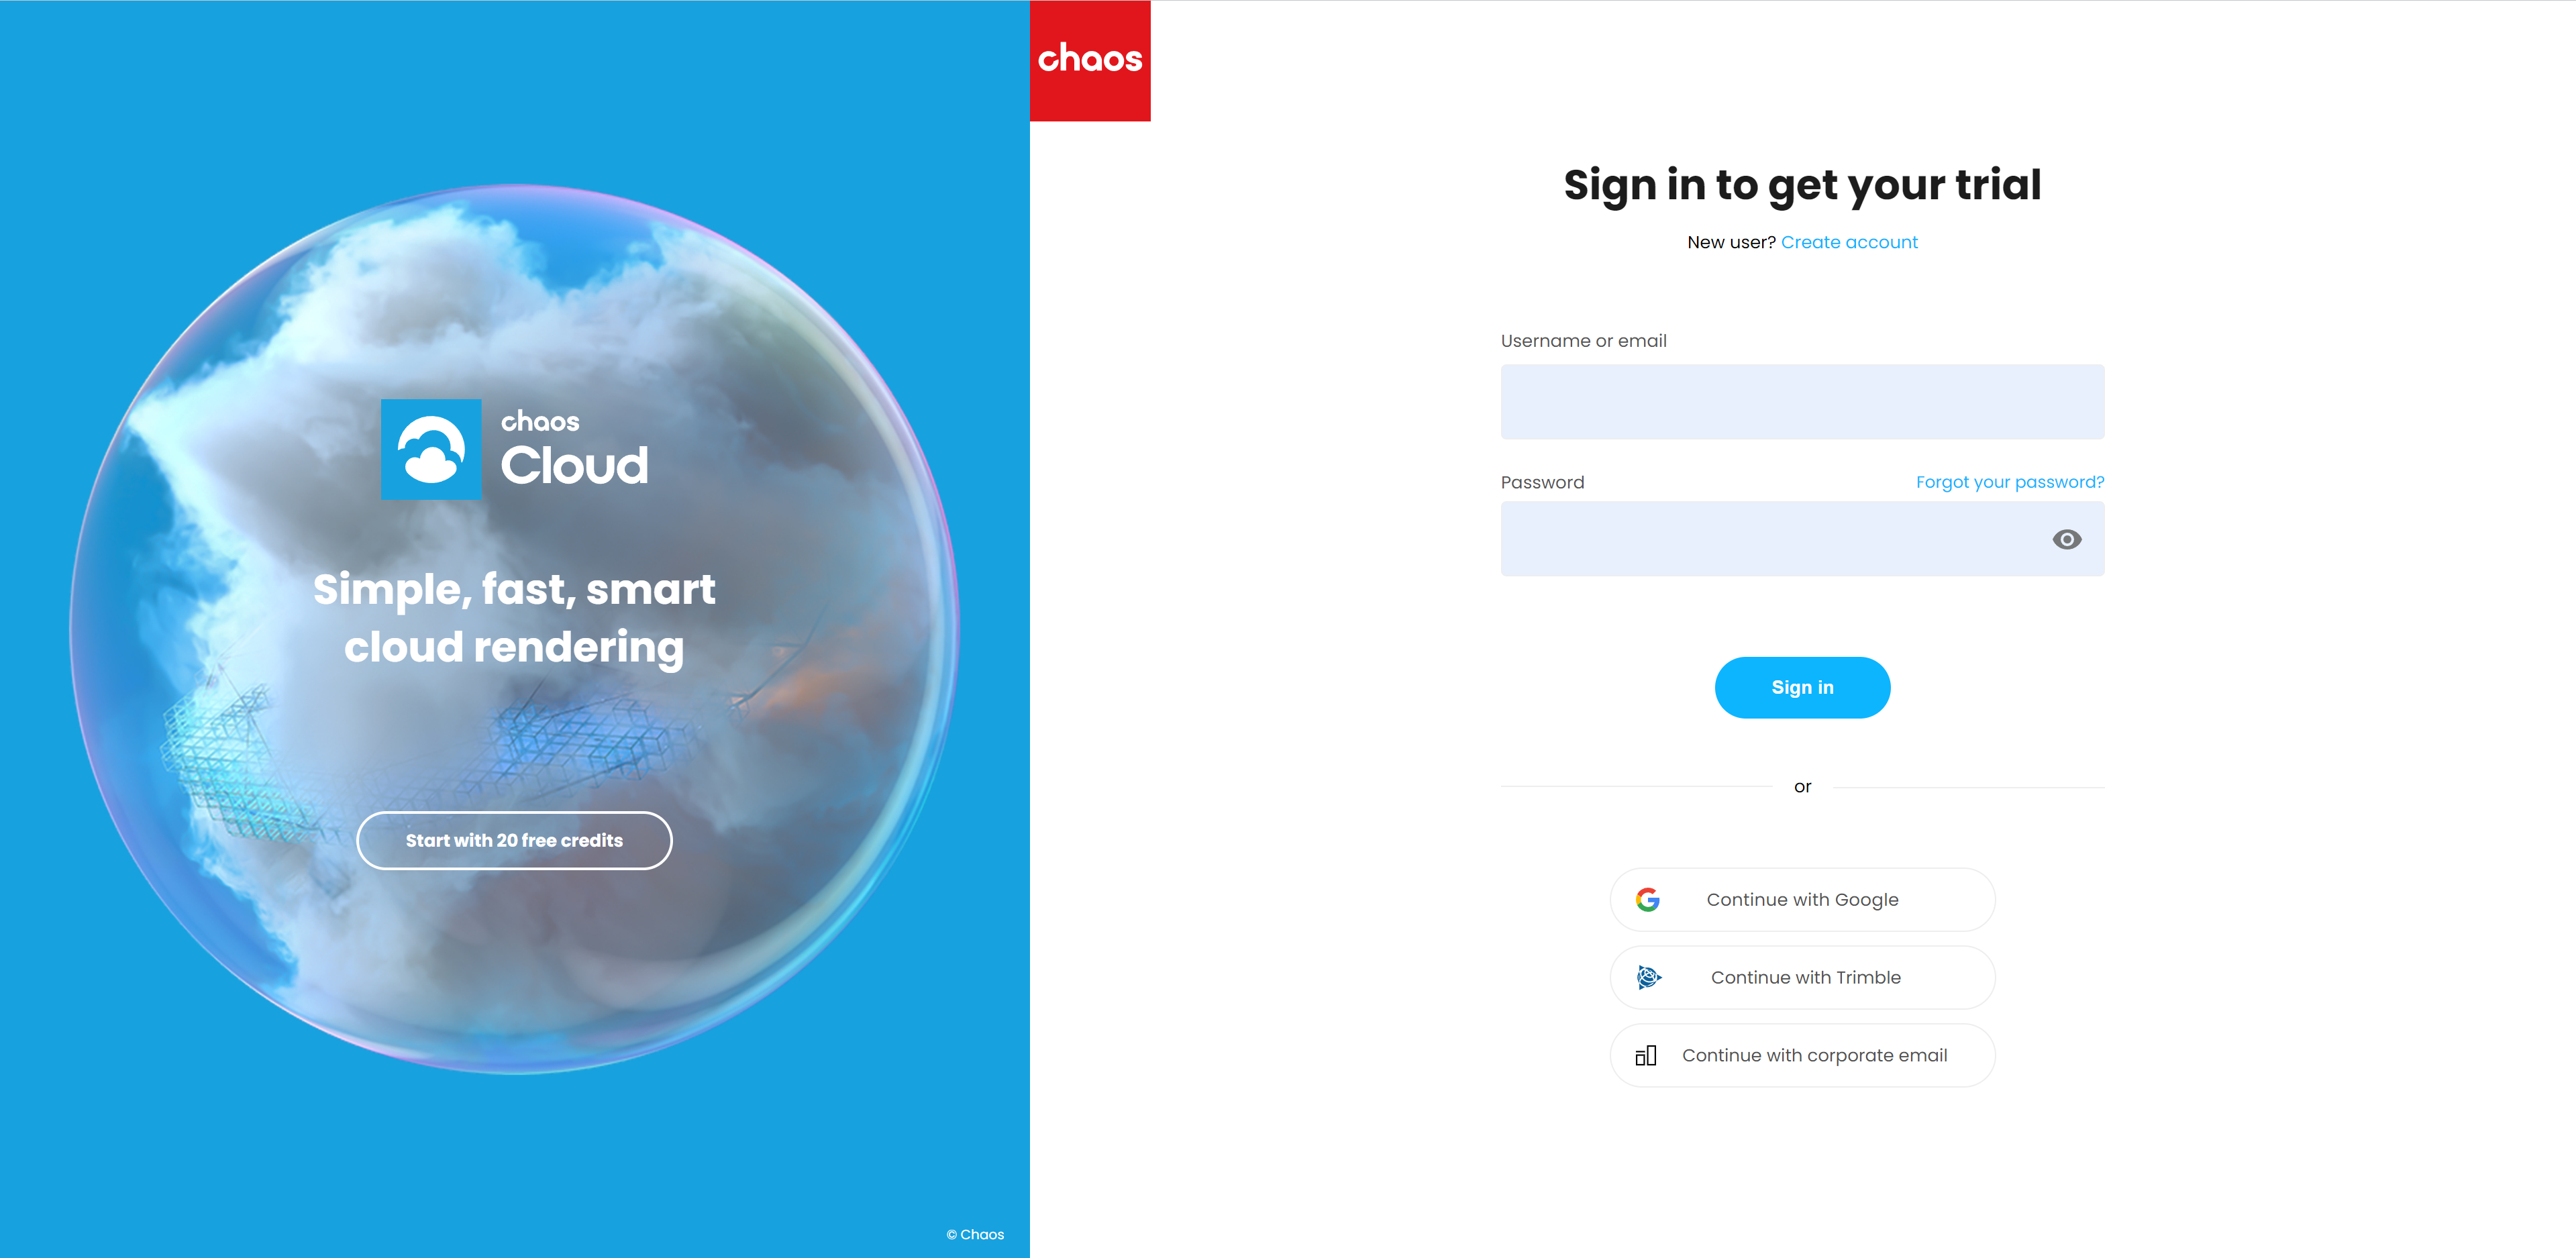 chaos
Cloud
Simple, fast, smart
cloud rendering
Start with 20 free credits
© Chaos
chaos
Sign in to get your trial
New user? Create account
Username or email
Password
Forgot your password?
Sign in
or
Continue with Google
Continue with Trimble
Continue with corporate email